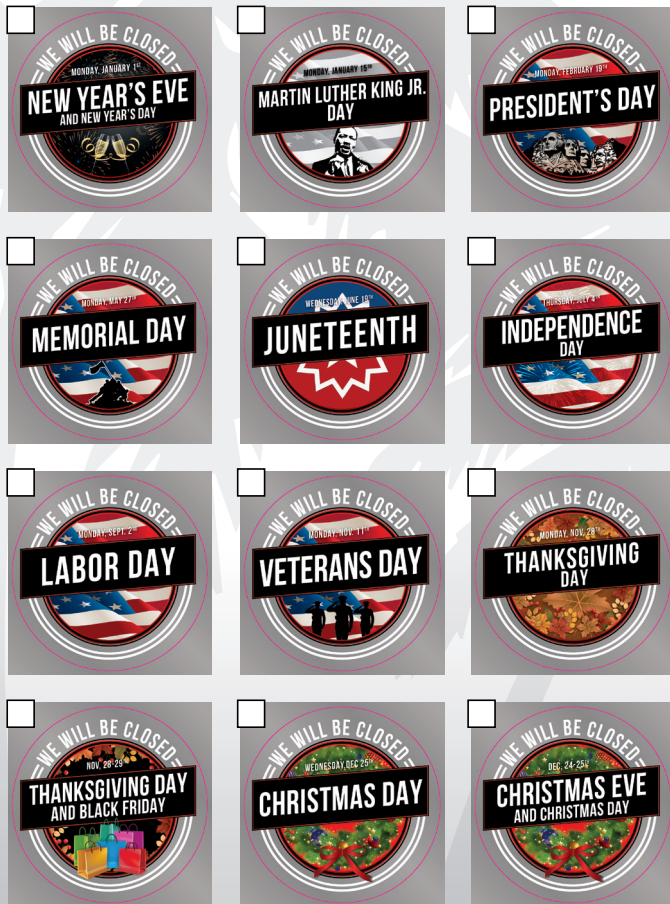 WE WILL BE CLOSED
MONDAY, JANUARY 1ST
NEW YEAR'S EVE
AND NEW YEAR'S DAY
WE WILL BE CLOSED
MONDAY, JANUARY 15TH
MARTIN LUTHER KING JR.
DAY
WE WILL BE CLOSED
MONDAY, FEBRUARY 19TH
PRESIDENT'S DAY
WE WILL BE CLOSED
MONDAY, MAY 27TH
MEMORIAL DAY
WE WILL BE CLOSED
WEDNESDAY, JUNE 19TH
JUNETEENTH
WE WILL BE CLOSED
THURSDAY, JULY 4TH
INDEPENDENCE
DAY
WE WILL BE CLOSED
MONDAY, SEPT. 2ND
LABOR DAY
WE WILL BE CLOSED
MONDAY, NOV. 11TH
VETERANS DAY
WE WILL BE CLOSED
MONDAY, NOV. 28TH
THANKSGIVING
DAY
WE WILL BE CLOSED
NOV. 28-29
THANKSGIVING DAY
AND BLACK FRIDAY
WE WILL BE CLOSED
WEDNESDAY, DEC 25TH
CHRISTMAS DAY
WE WILL BE CLOSED
DEC. 24-25TH
CHRISTMAS EVE
AND CHRISTMAS DAY